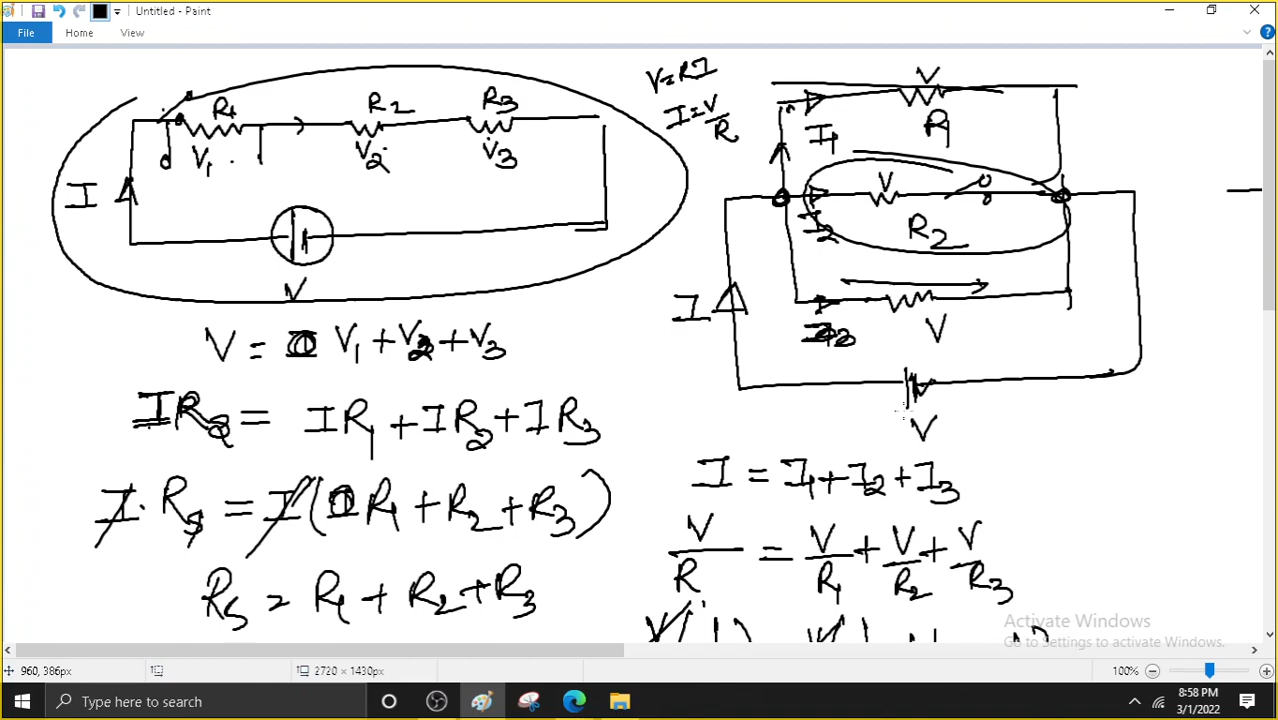 Untitled - Paint
File Home View
R1 R2 R3
V1 V2 V3
I
V
V = V1 + V2 + V3
IRs = IR1 + IR2 + IR3
I. Rs = I ( R1 + R2 + R3 )
Rs = R1 + R2 + R3
V=RI
I=V/R
V
I1 R1
V
I2 R2
I
I3 V
V
I = I1 + I2 + I3
V/R = V/R1 + V/R2 + V/R3
Activate Windows
Go to Settings to activate Windows.
960, 386px 2720 × 1430px 100%
Type here to search
8:58 PM
3/1/2022